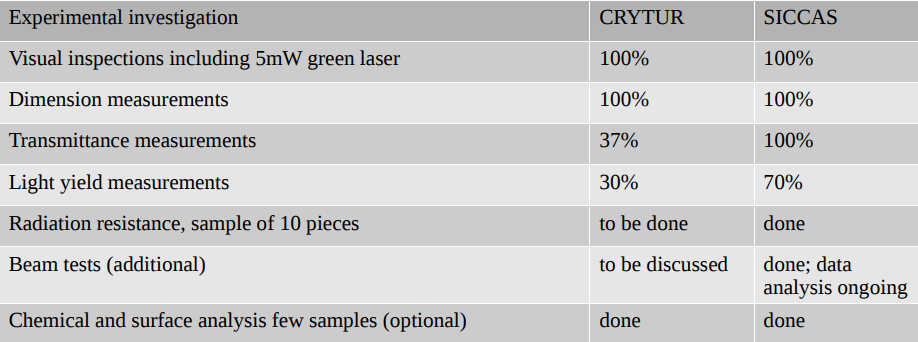 Experimental investigation CRYTUR SICCAS
Visual inspections including 5mW green laser 100% 100%
Dimension measurements 100% 100%
Transmittance measurements 37% 100%
Light yield measurements 30% 70%
Radiation resistance, sample of 10 pieces to be done done
Beam tests (additional) to be discussed done; data
analysis ongoing
Chemical and surface analysis few samples (optional) done done